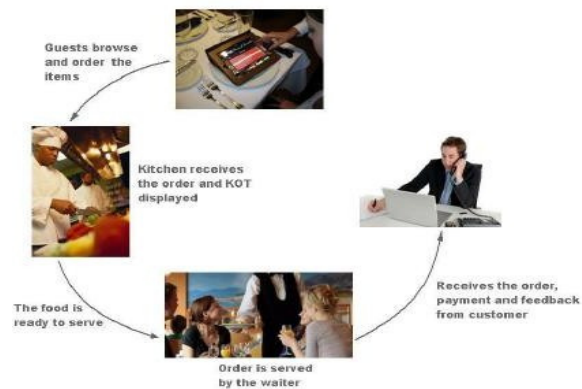 Guests browse
and order the
items
Kitchen receives
the order and KOT
displayed
The food is
ready to serve
Order is served
by the waiter
Receives the order,
payment and feedback
from customer